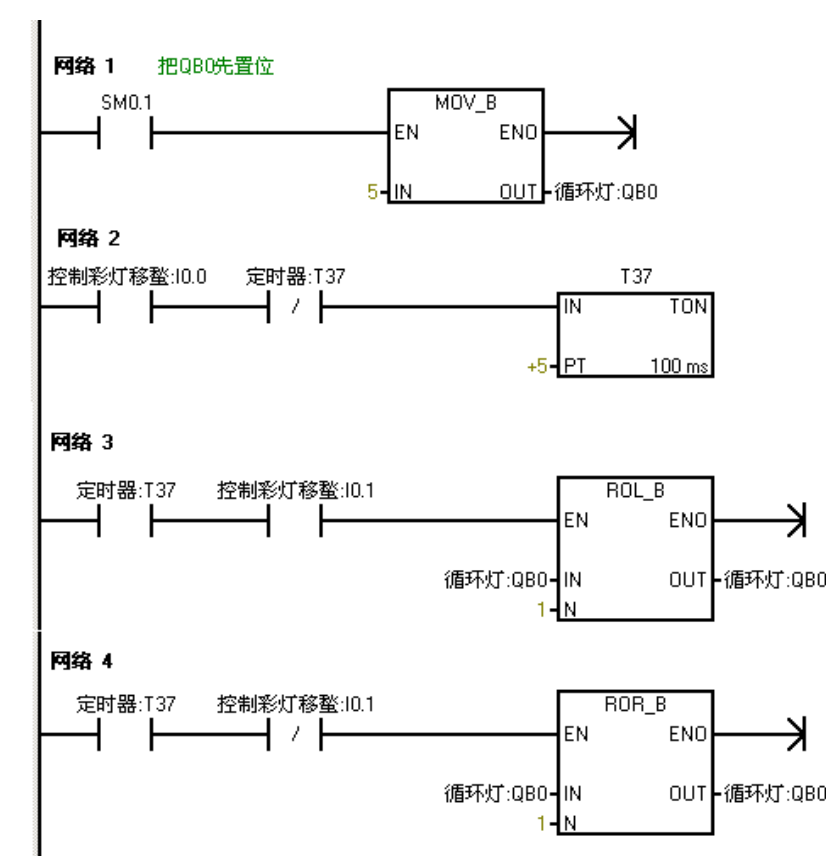 网络 1 把QB0先置位
SM0.1
MOV_B
EN ENO
5 IN OUT 循环灯:QB0
网络 2
控制彩灯移蝥:I0.0 定时器:T37 T37
/ IN TON
+5 PT 100 ms
网络 3
定时器:T37 控制彩灯移蝥:I0.1 ROL_B
EN ENO
循环灯:QB0 IN OUT 循环灯:QB0
1 N
网络 4
定时器:T37 控制彩灯移蝥:I0.1 ROR_B
/ EN ENO
循环灯:QB0 IN OUT 循环灯:QB0
1 N